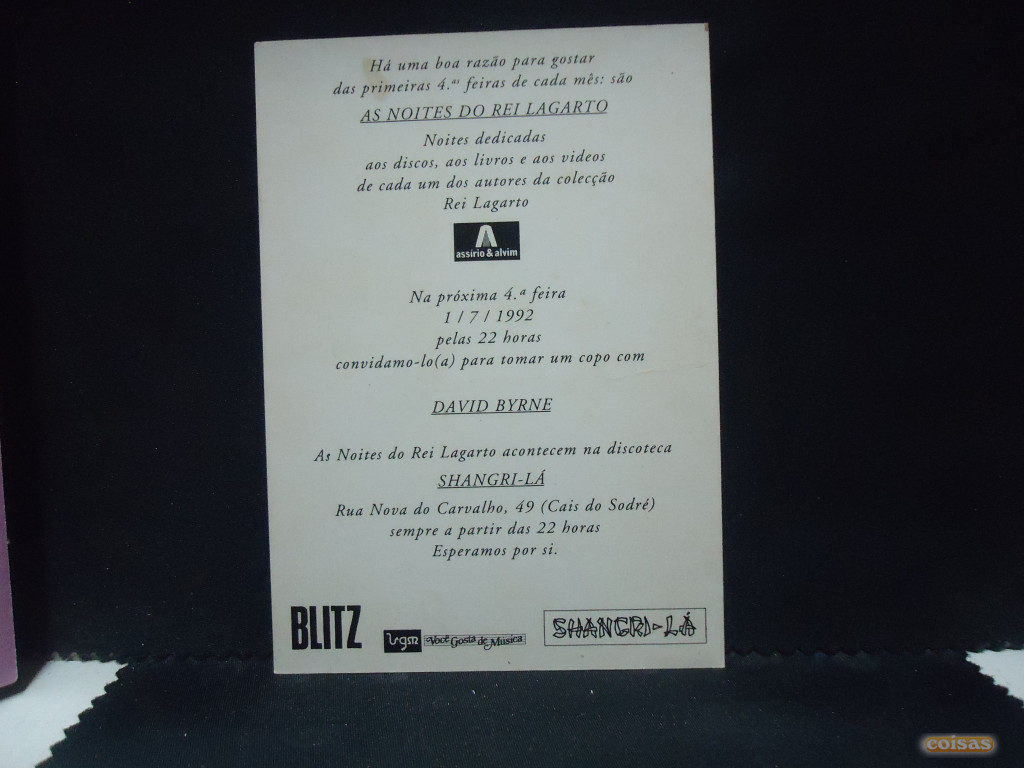 Há uma boa razão para gostar
das primeiras 4.ªs feiras de cada mês: são
AS NOITES DO REI LAGARTO
Noites dedicadas
aos discos, aos livros e aos videos
de cada um dos autores da colecção
Rei Lagarto
assírio & alvim
Na próxima 4.ª feira
1 / 7 / 1992
pelas 22 horas
convidamo-lo(a) para tomar um copo com
DAVID BYRNE
As Noites do Rei Lagarto acontecem na discoteca
SHANGRI-LÁ
Rua Nova do Carvalho, 49 (Cais do Sodré)
sempre a partir das 22 horas
Esperamos por si.
BLITZ
Você Gosta de Música
SHANGRI-LÁ
coisas